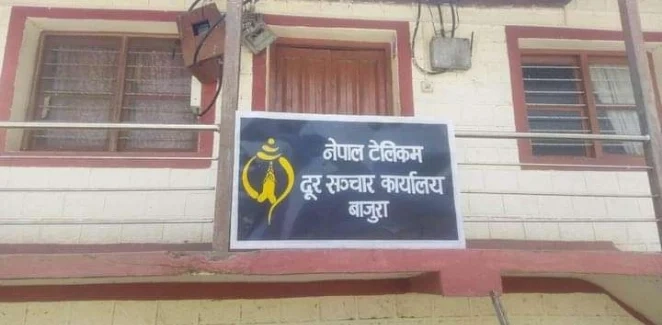 नेपाल टेलिकम
दूर सञ्चार कार्यालय
बाजुरा